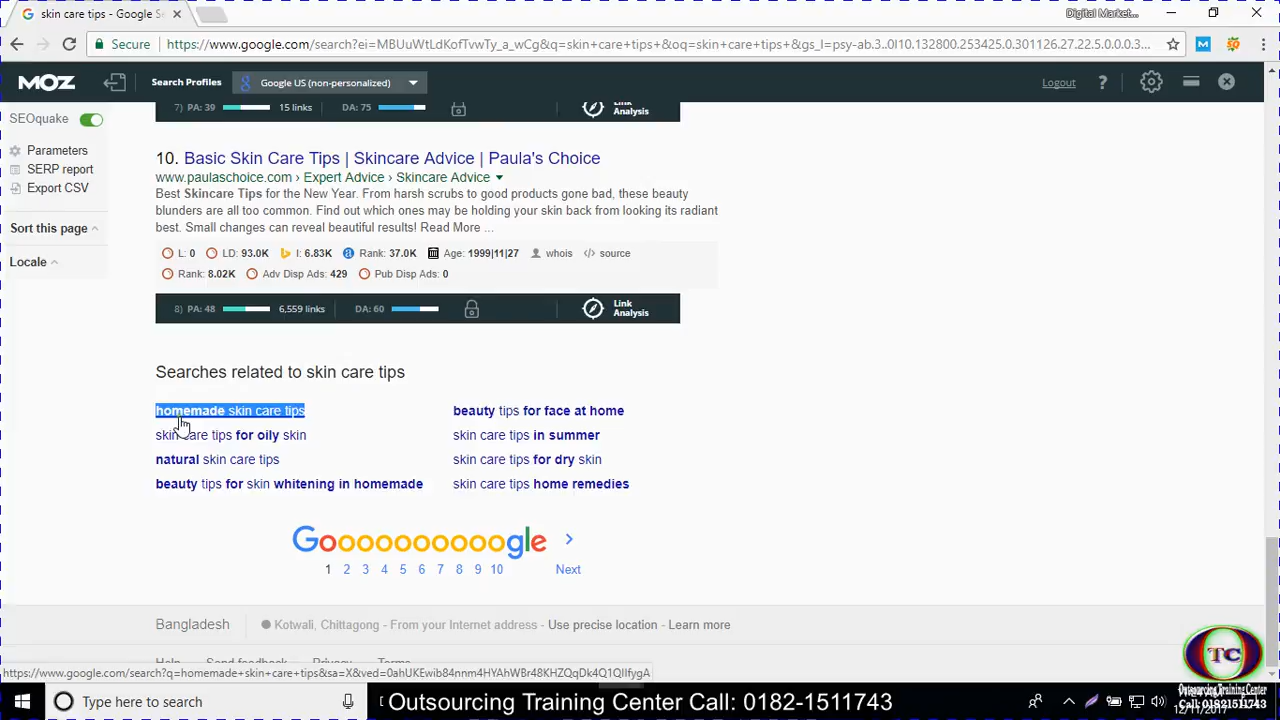 skin care tips - Google Se
Digital Market...
Secure
https://www.google.com/search?ei=MBUuWtLdKofTvwTy_a_wCg&q=skin+care+tips+&oq=skin+care+tips+&gs_l=psy-ab.3..0l10.132800.253425.0.301126.27.22.5.0.0.0.3...
MOZ
Search Profiles
Google US (non-personalized)
Logout
?
7) PA: 39
15 links
DA: 75
Link
Analysis
SEOquake
Parameters
SERP report
Export CSV
Sort this page
Locale
10. Basic Skin Care Tips | Skincare Advice | Paula's Choice
www.paulaschoice.com › Expert Advice › Skincare Advice
Best Skincare Tips for the New Year. From harsh scrubs to good products gone bad, these beauty
blunders are all too common. Find out which ones may be holding your skin back from looking its radiant
best. Small changes can reveal beautiful results! Read More ...
L: 0 LD: 93.0K I: 6.83K Rank: 37.0K Age: 1999|11|27 whois source
Rank: 8.02K Adv Disp Ads: 429 Pub Disp Ads: 0
8) PA: 48
6,559 links
DA: 60
Link
Analysis
Searches related to skin care tips
homemade skin care tips
beauty tips for face at home
skin care tips for oily skin
skin care tips in summer
natural skin care tips
skin care tips for dry skin
beauty tips for skin whitening in homemade
skin care tips home remedies
Goooooooooogle
1 2 3 4 5 6 7 8 9 10 Next
Bangladesh
Kotwali, Chittagong - From your Internet address - Use precise location - Learn more
Help Send feedback Privacy Terms
TC
Outsourcing Training Center
Call: 01821511743
Type here to search
Outsourcing Training Center Call: 0182-1511743